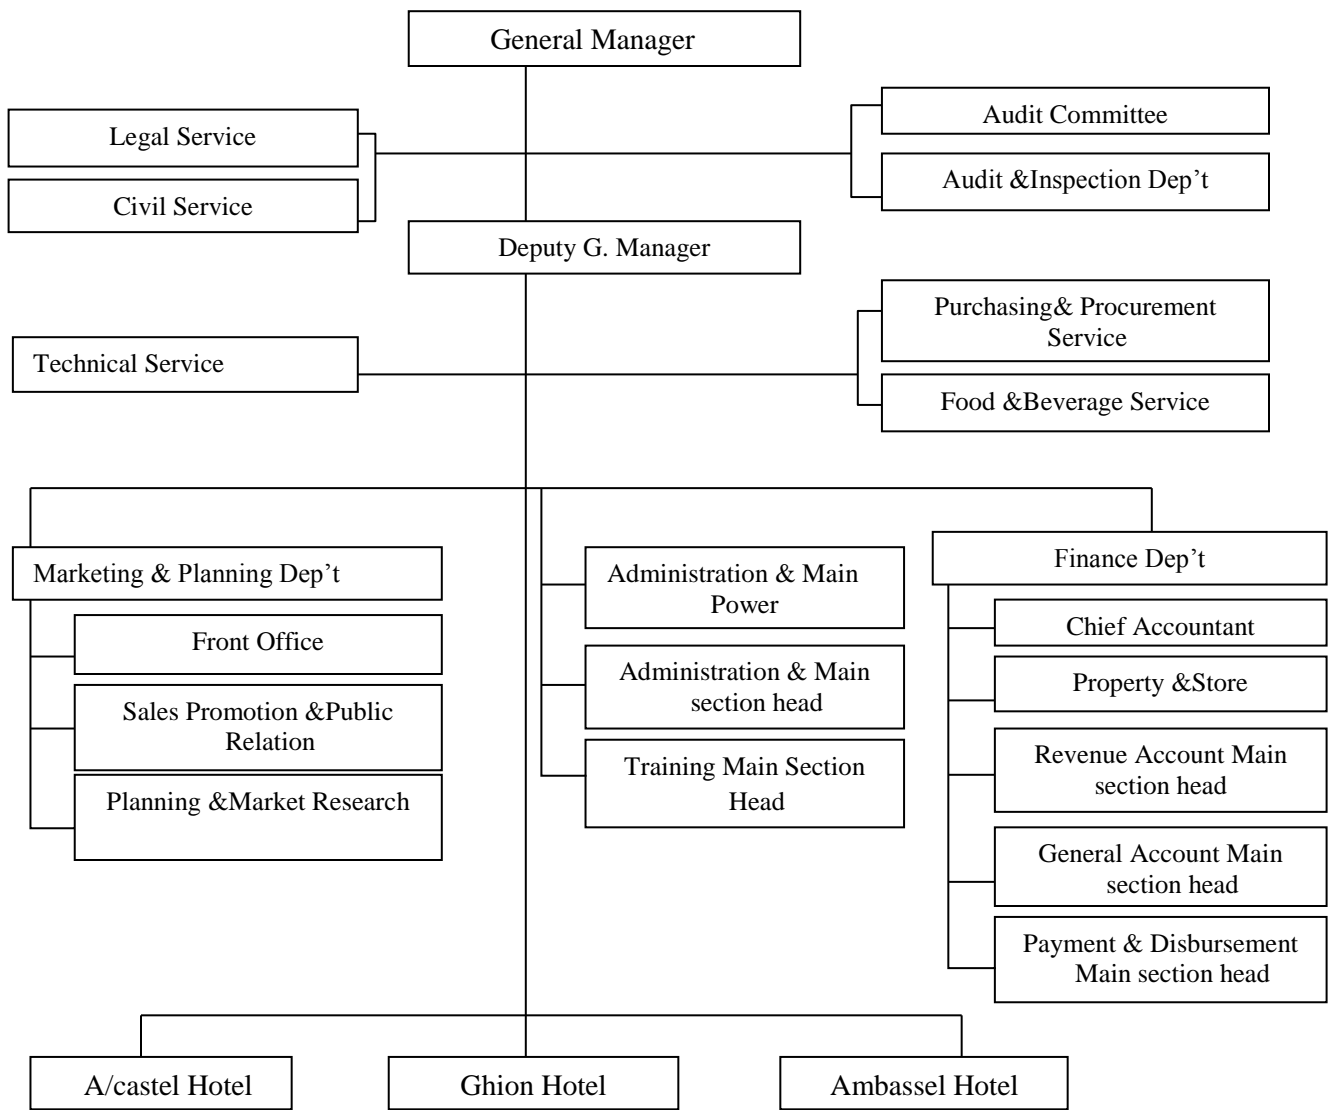 General Manager
Legal Service
Civil Service
Audit Committee
Audit &Inspection Dep’t
Deputy G. Manager
Technical Service
Purchasing& Procurement
Service
Food &Beverage Service
Marketing & Planning Dep’t
Front Office
Sales Promotion &Public
Relation
Planning &Market Research
Administration & Main
Power
Administration & Main
section head
Training Main Section
Head
Finance Dep’t
Chief Accountant
Property &Store
Revenue Account Main
section head
General Account Main
section head
Payment & Disbursement
Main section head
A/castel Hotel
Ghion Hotel
Ambassel Hotel